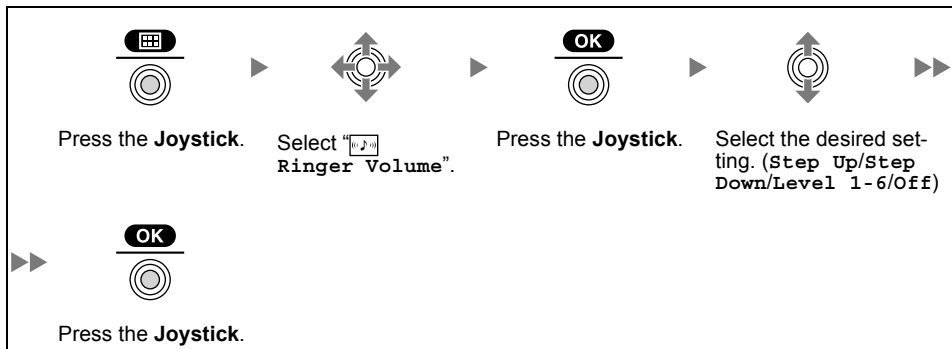 OK
Press the Joystick.
Select “
Ringer Volume”.
Press the Joystick.
Select the desired set-
ting. (Step Up/Step
Down/Level 1-6/Off)
OK
Press the Joystick.